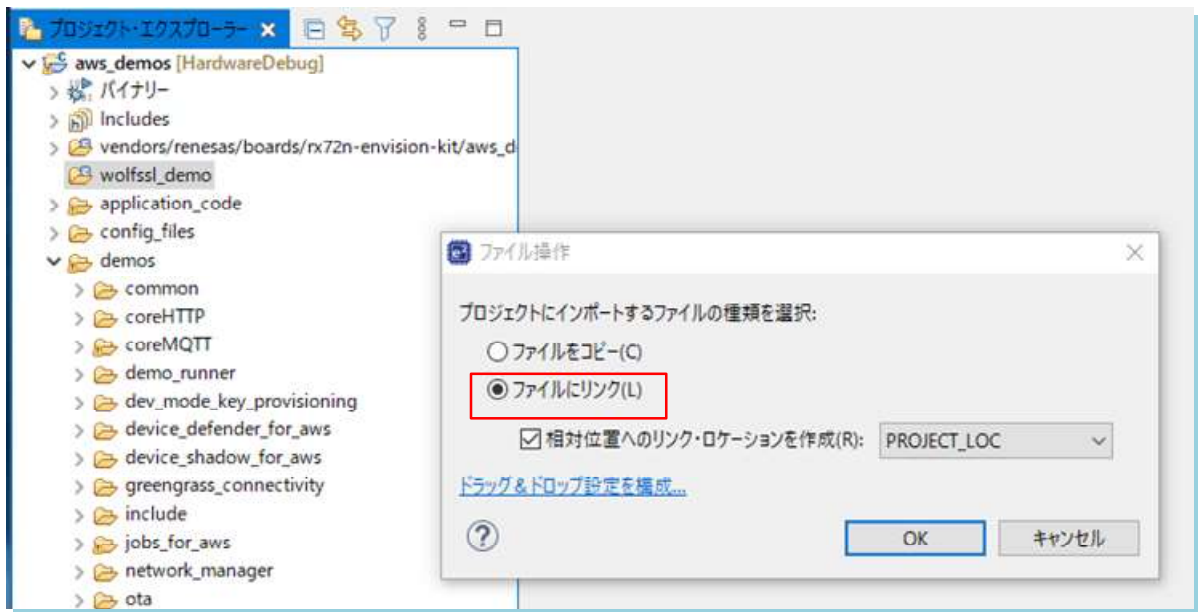 プロジェクト・エクスプローラー
aws_demos [HardwareDebug]
バイナリー
Includes
vendors/renesas/boards/rx72n-envision-kit/aws_d
wolfssl_demo
application_code
config_files
demos
common
coreHTTP
coreMQTT
demo_runner
dev_mode_key_provisioning
device_defender_for_aws
device_shadow_for_aws
greengrass_connectivity
include
jobs_for_aws
network_manager
ota
ファイル操作
プロジェクトにインポートするファイルの種類を選択:
ファイルをコピー(C)
ファイルにリンク(L)
相対位置へのリンク・ロケーションを作成(R): PROJECT_LOC
ドラッグ&ドロップ設定を構成...
OK キャンセル